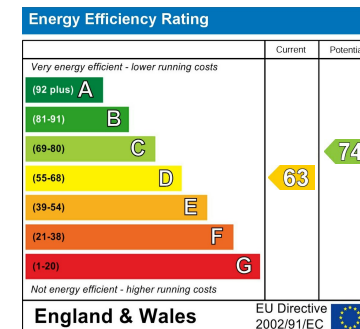 Energy Efficiency Rating
Current Potentia
Very energy efficient - lower running costs
(92 plus) A
(81-91) B
(69-80) C 74
(55-68) D 63
(39-54) E
(21-38) F
(1-20) G
Not energy efficient - higher running costs
England & Wales
EU Directive
2002/91/EC